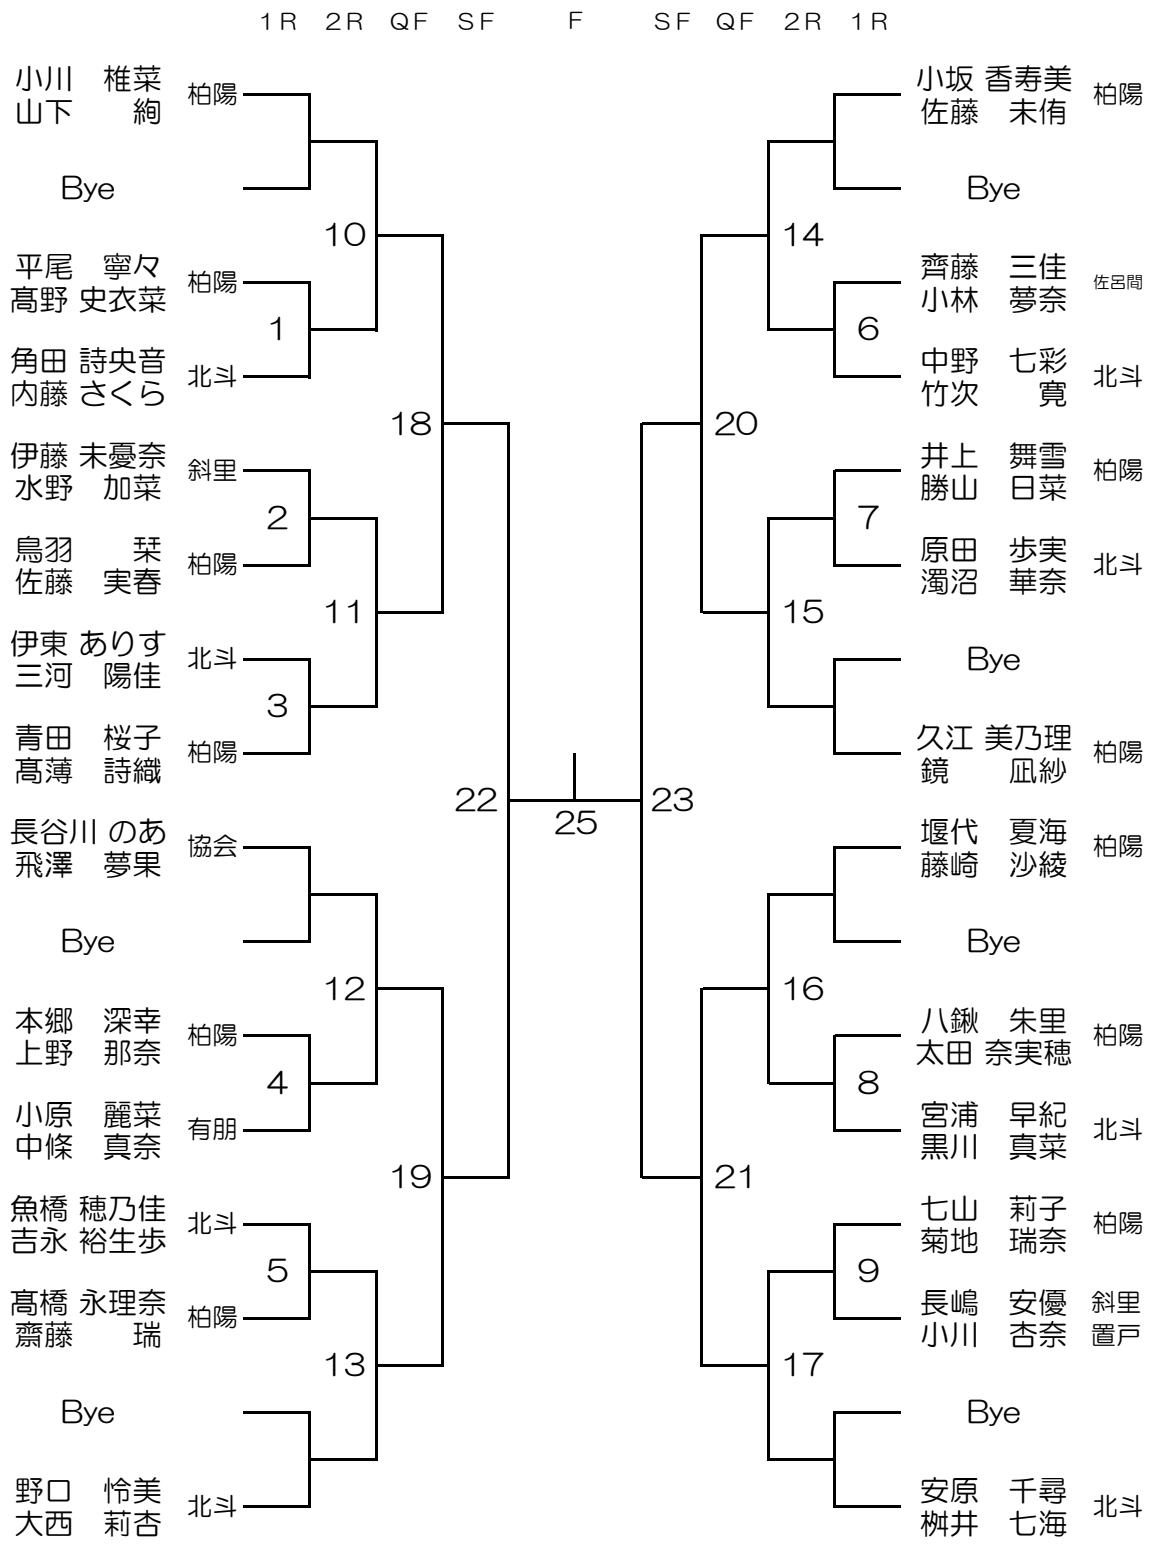 1R 2R QF SF F SF QF 2R 1R
小川 椎菜
山下 絢
柏陽
Bye
10
平尾 寧々
髙野 史衣菜
柏陽
1
角田 詩央音
内藤 さくら
北斗
18
伊藤 未憂奈
水野 加菜
斜里
2
鳥羽 栞
佐藤 実春
柏陽
11
伊東 ありす
三河 陽佳
北斗
3
青田 桜子
髙薄 詩織
柏陽
22
長谷川 のあ
飛澤 夢果
協会
Bye
12
本郷 深幸
上野 那奈
柏陽
4
小原 麗菜
中條 真奈
有朋
19
魚橋 穂乃佳
吉永 裕生歩
北斗
5
髙橋 永理奈
齋藤 瑞
柏陽
13
Bye
野口 怜美
大西 莉杏
北斗
25
小坂 香寿美
佐藤 未侑
柏陽
Bye
14
齊藤 三佳
小林 夢奈
佐呂間
6
中野 七彩
竹次 寛
北斗
20
井上 舞雪
勝山 日菜
柏陽
7
原田 歩実
濁沼 華奈
北斗
15
Bye
久江 美乃理
鏡 凪紗
柏陽
23
堰代 夏海
藤崎 沙綾
柏陽
Bye
16
八鍬 朱里
太田 奈実穂
柏陽
8
宮浦 早紀
黒川 真菜
北斗
21
七山 莉子
菊地 瑞奈
柏陽
9
長嶋 安優
小川 杏奈
斜里
置戸
17
Bye
安原 千尋
桝井 七海
北斗